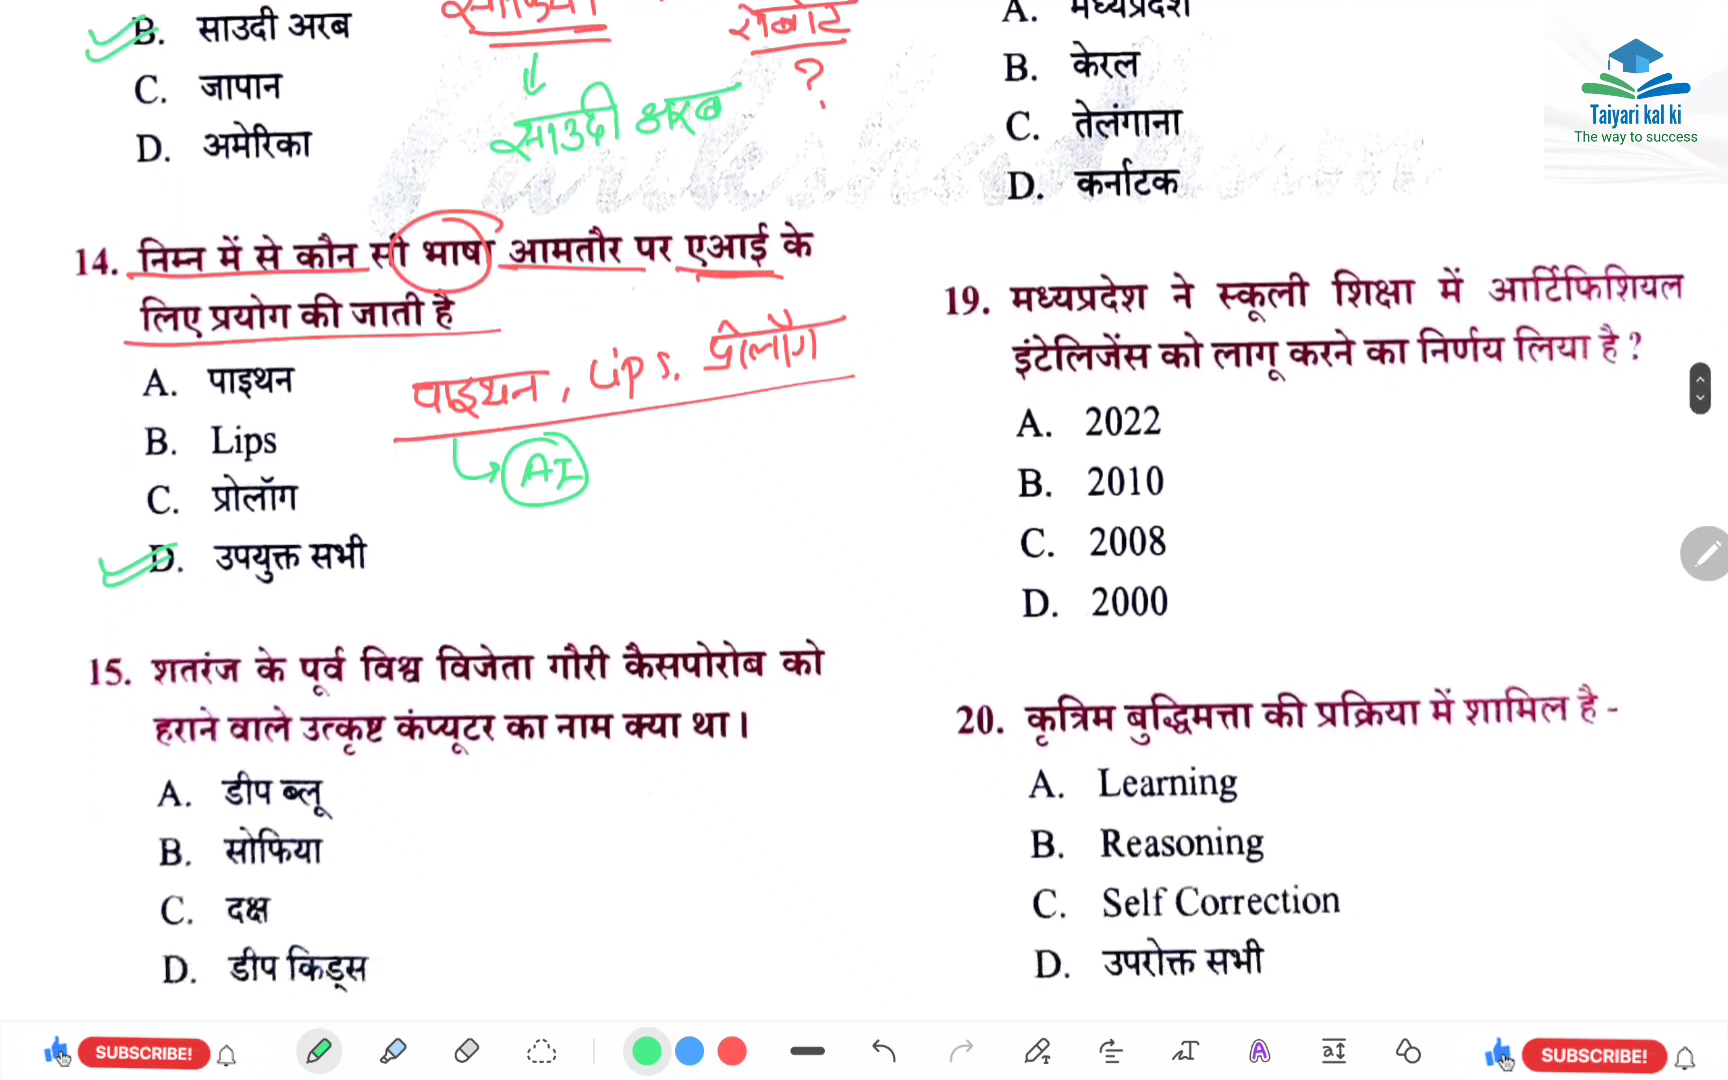 B. साउदी अरब
C. जापान
D. अमेरिका
रोबोट
?
साउदी अरब
14. निम्न में से कौन सी भाषा आमतौर पर एआई के
लिए प्रयोग की जाती है
A. पाइथन
B. Lips
C. प्रोलॉग
D. उपयुक्त सभी
पाइथन, Lips. प्रोलॉग
AI
15. शतरंज के पूर्व विश्व विजेता गौरी कैसपोरोब को
हराने वाले उत्कृष्ट कंप्यूटर का नाम क्या था।
A. डीप ब्लू
B. सोफिया
C. दक्ष
D. डीप किड्स
A. मध्यप्रदेश
B. केरल
C. तेलंगाना
D. कर्नाटक
19. मध्यप्रदेश ने स्कूली शिक्षा में आर्टिफिशियल
इंटेलिजेंस को लागू करने का निर्णय लिया है ?
A. 2022
B. 2010
C. 2008
D. 2000
20. कृत्रिम बुद्धिमत्ता की प्रक्रिया में शामिल है -
A. Learning
B. Reasoning
C. Self Correction
D. उपरोक्त सभी
Taiyari kal ki
The way to success
SUBSCRIBE!
SUBSCRIBE!